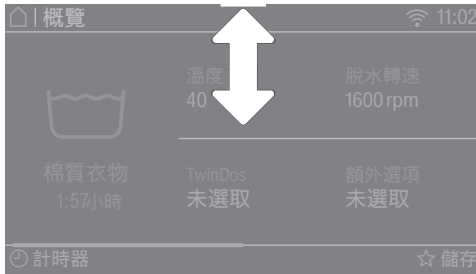 概覽 11:02
溫度 脫水轉速
40 1600 rpm
棉質衣物 TwinDos 額外選項
1:57小時 未選取 未選取
計時器 儲存